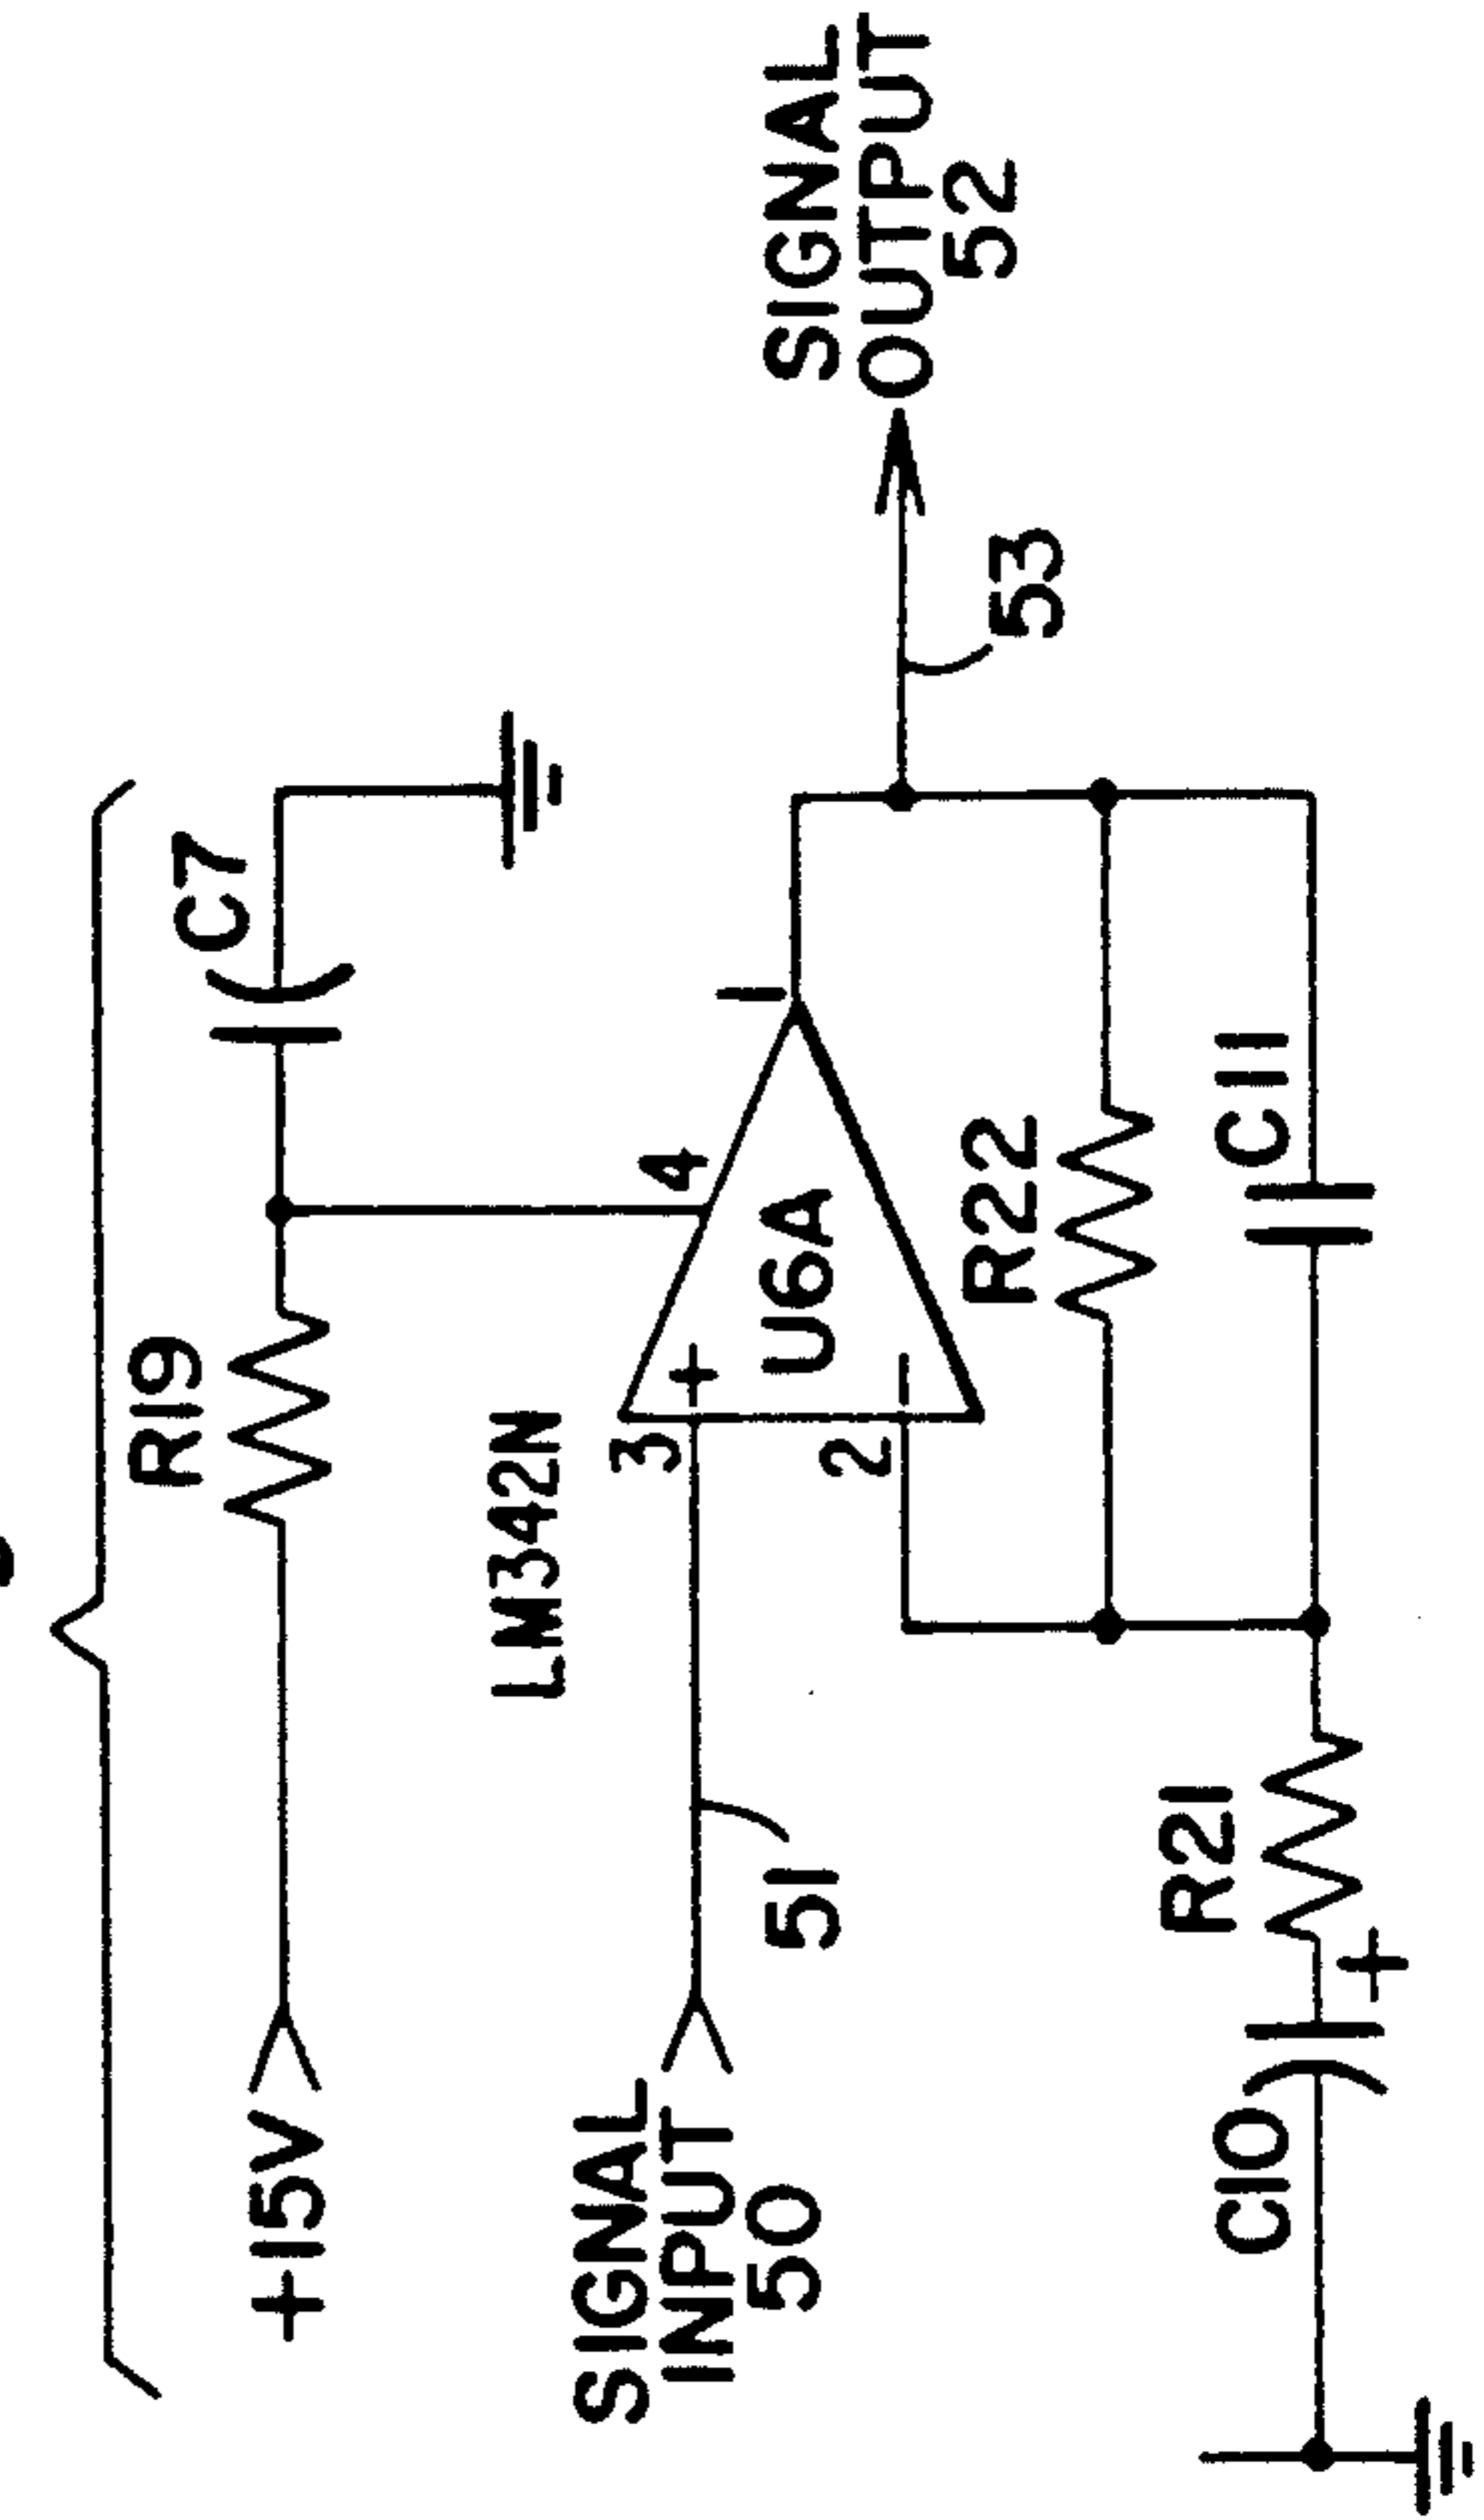 R19
C7
+15V
LM342N
4
3
+
U6A
1
SIGNAL
INPUT
50
51
2
-
SIGNAL
OUTPUT
52
53
R22
R21
C11
C10
+